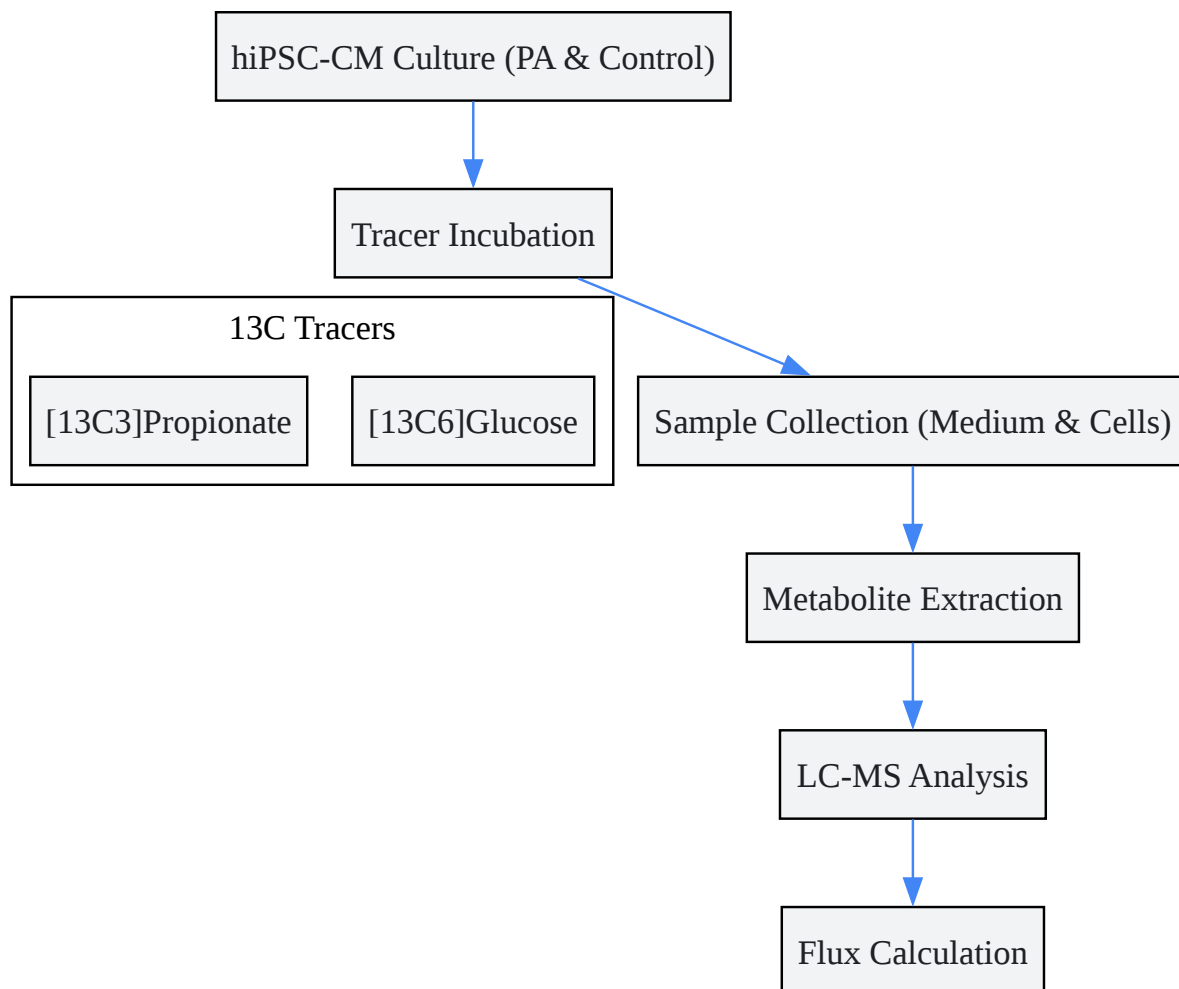 hiPSC-CM Culture (PA & Control)
Tracer Incubation
13C Tracers
[13C3]Propionate
[13C6]Glucose
Sample Collection (Medium & Cells)
Metabolite Extraction
LC-MS Analysis
Flux Calculation